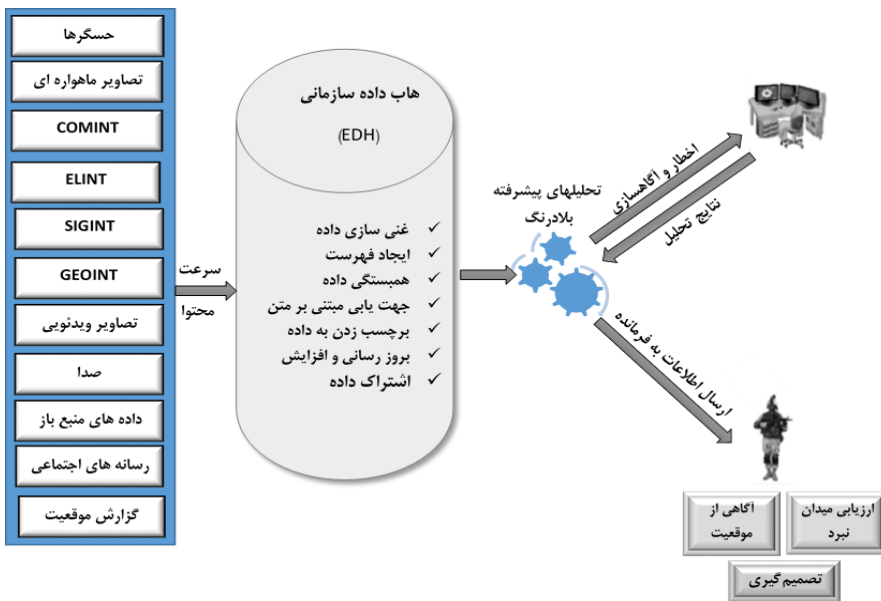 حسگرها
تصاویر ماهواره ای
COMINT
ELINT
SIGINT
GEOINT
تصاویر ویدئویی
صدا
داده های منبع باز
رسانه های اجتماعی
گزارش موقعیت
سرعت
محتوا
هاب داده سازمانی
(EDH)
✓ غنی سازی داده
✓ ایجاد فهرست
✓ همبستگی داده
✓ جهت یابی مبتنی بر متن
✓ برچسب زدن به داده
✓ بروز رسانی و افزایش
✓ اشتراک داده
تحلیلهای پیشرفته
بلادرنگ
اخطار و آگاهسازی
نتایج تحلیل
ارسال اطلاعات به فرمانده
ارزیابی میدان
نبرد
آگاهی از
موقعیت
تصمیم گیری